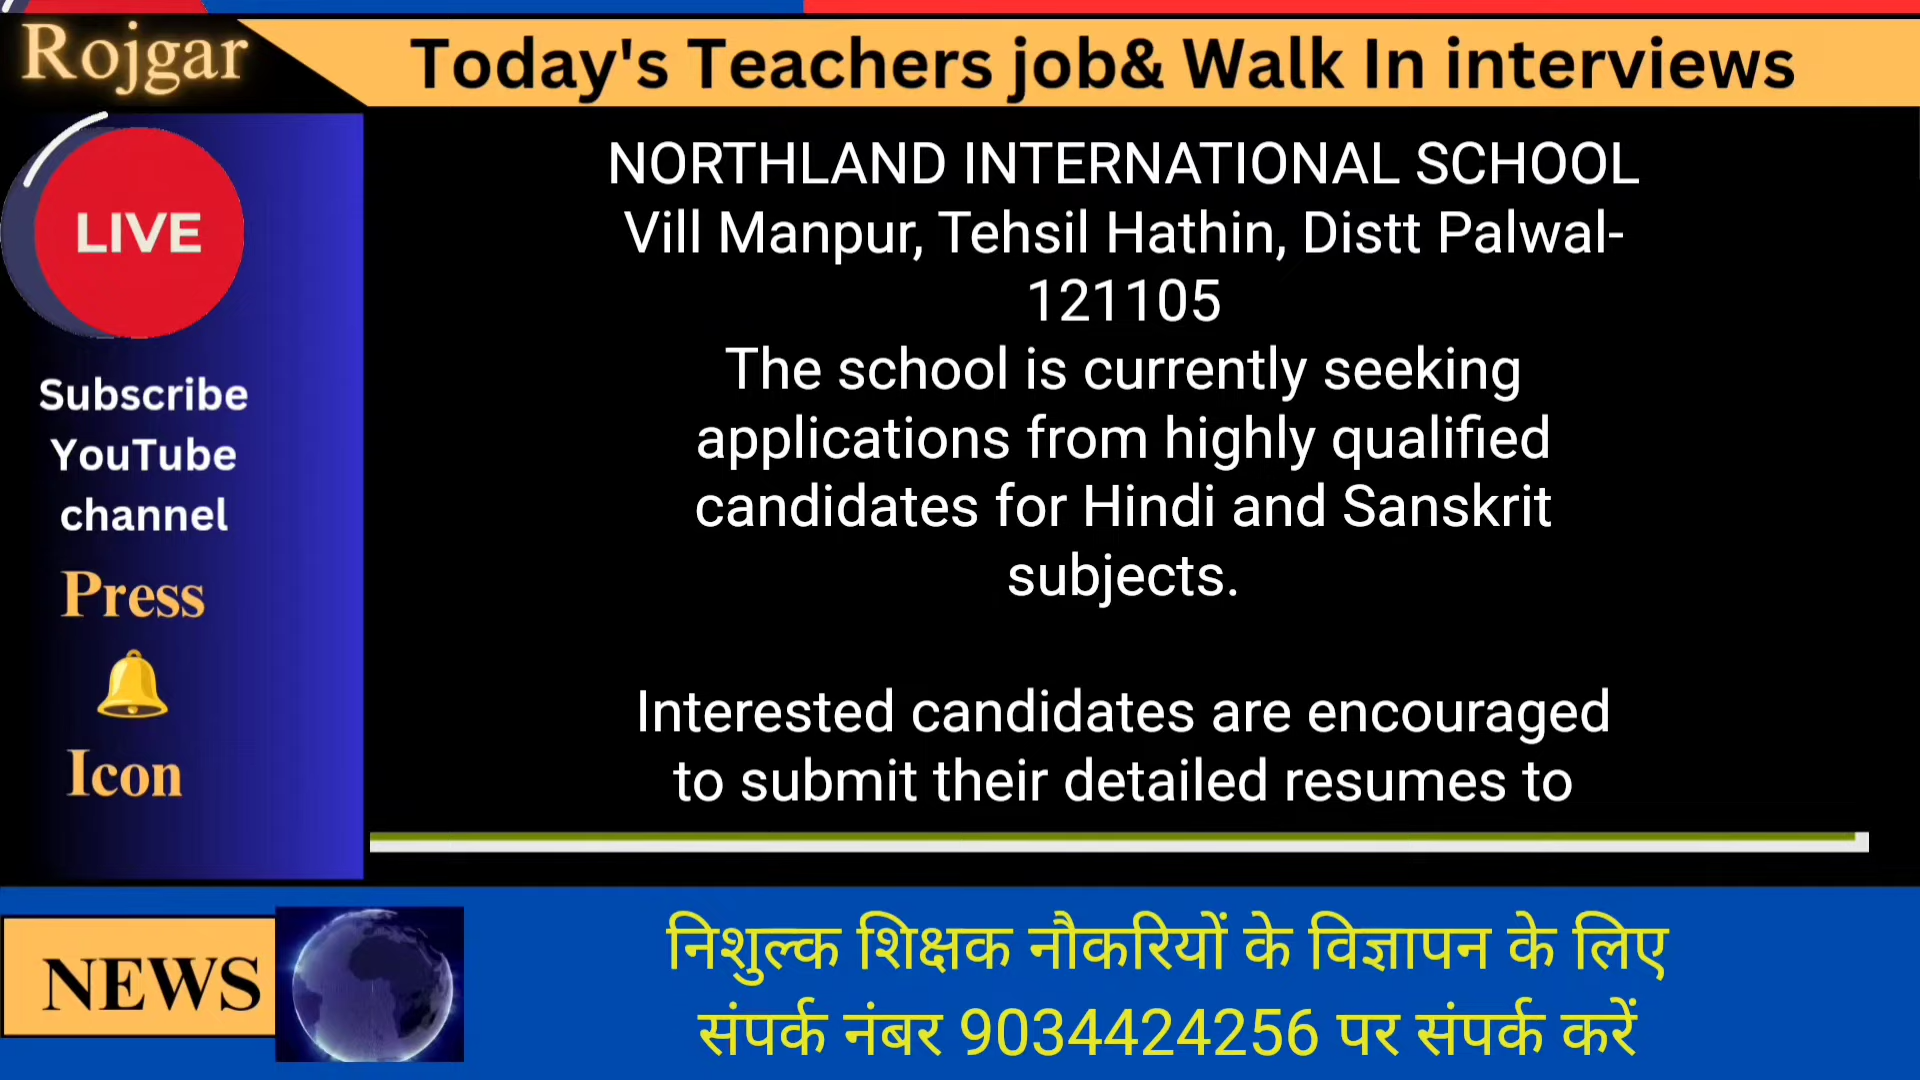 Rojgar
Today's Teachers job& Walk In interviews
LIVE
Subscribe
YouTube
channel
Press
Icon
NORTHLAND INTERNATIONAL SCHOOL
Vill Manpur, Tehsil Hathin, Distt Palwal-
121105
The school is currently seeking
applications from highly qualified
candidates for Hindi and Sanskrit
subjects.
Interested candidates are encouraged
to submit their detailed resumes to
NEWS
निशुल्क शिक्षक नौकरियों के विज्ञापन के लिए
संपर्क नंबर 9034424256 पर संपर्क करें